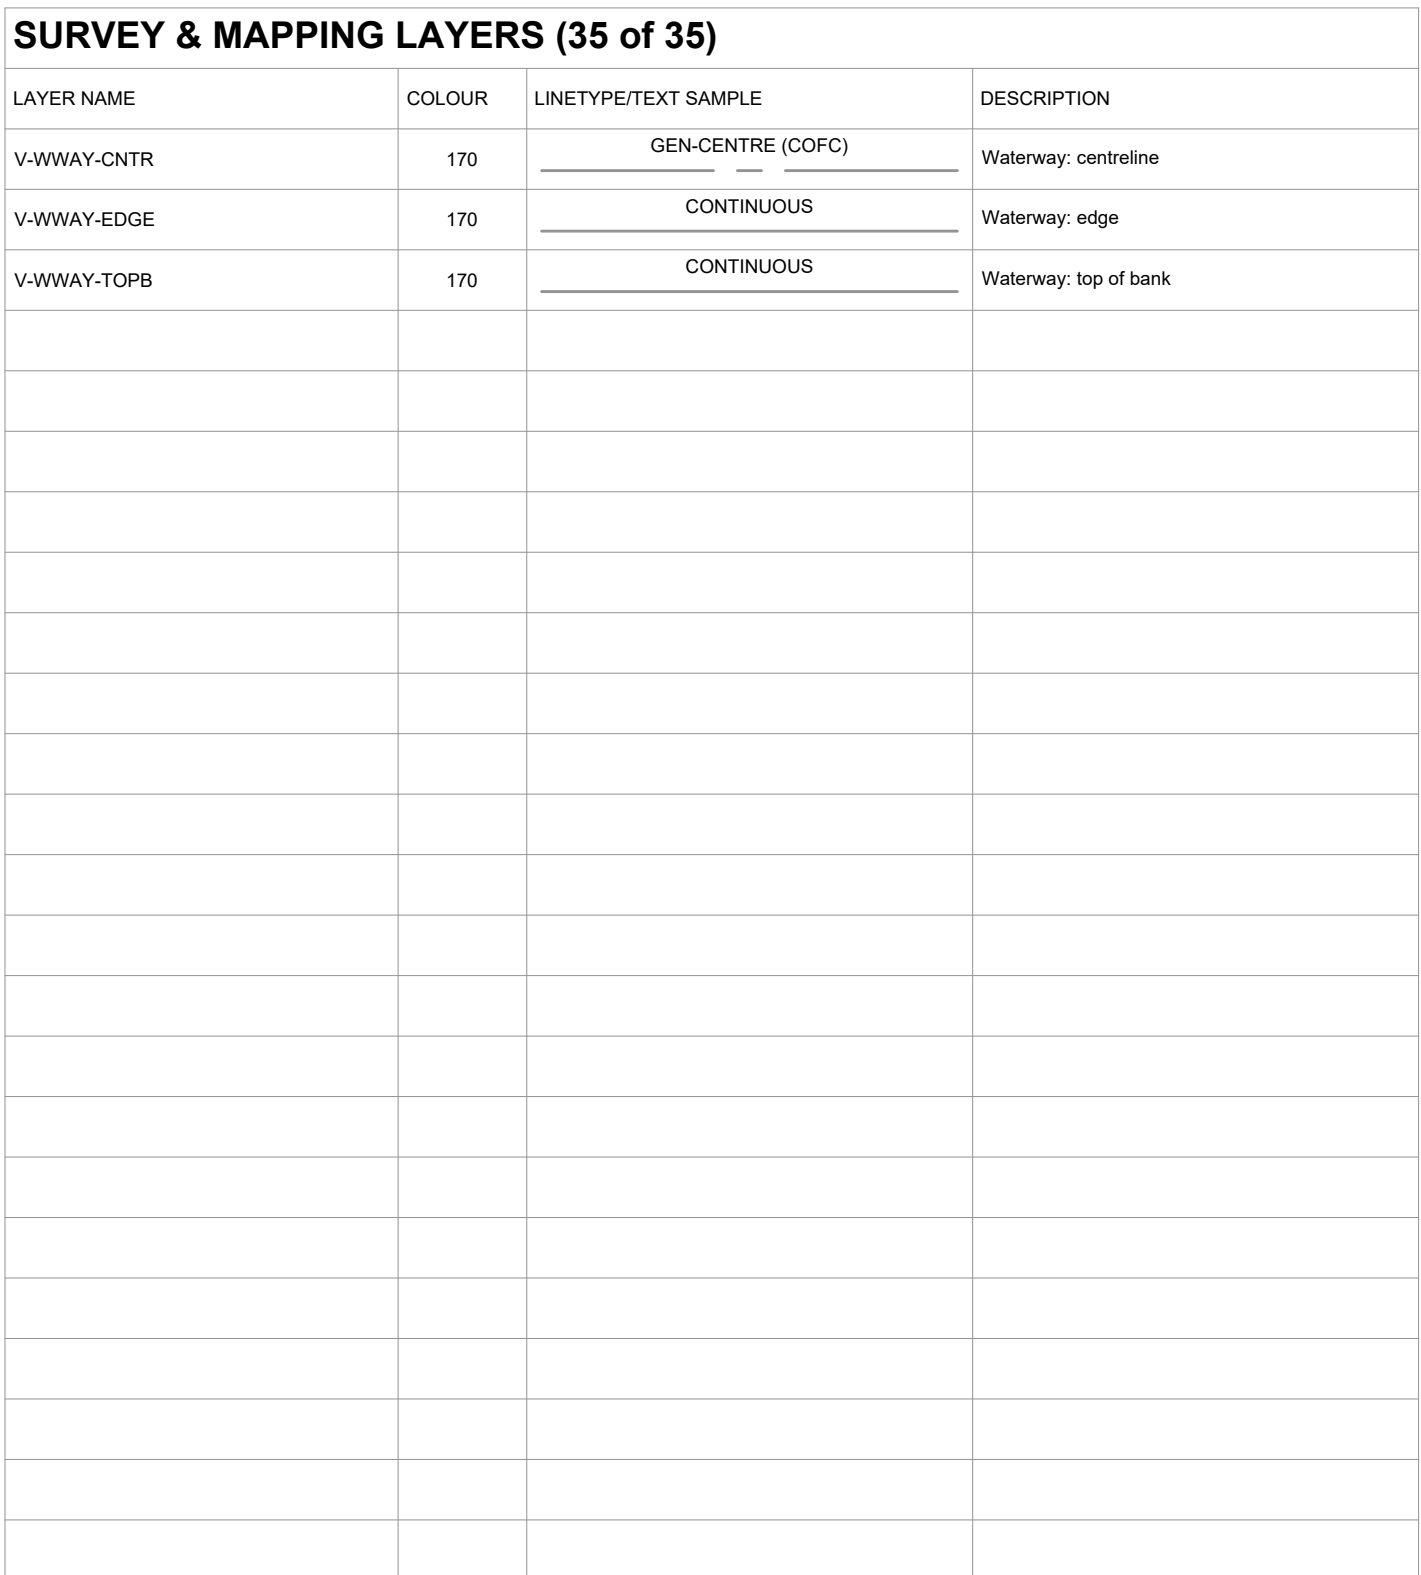 SURVEY & MAPPING LAYERS (35 of 35)
LAYER NAME COLOUR LINETYPE/TEXT SAMPLE DESCRIPTION
V-WWAY-CNTR 170 GEN-CENTRE (COFC) Waterway: centreline
V-WWAY-EDGE 170 CONTINUOUS Waterway: edge
V-WWAY-TOPB 170 CONTINUOUS Waterway: top of bank